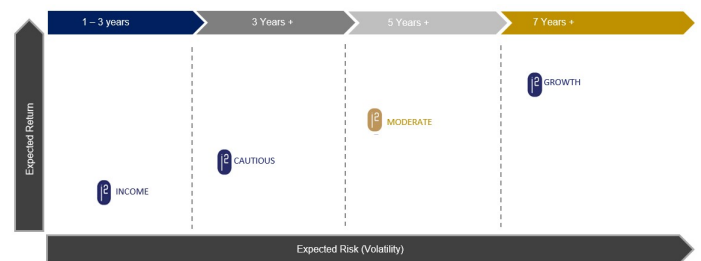 1 – 3 years
3 Years +
5 Years +
7 Years +
Expected Return
GROWTH
MODERATE
CAUTIOUS
INCOME
Expected Risk (Volatility)